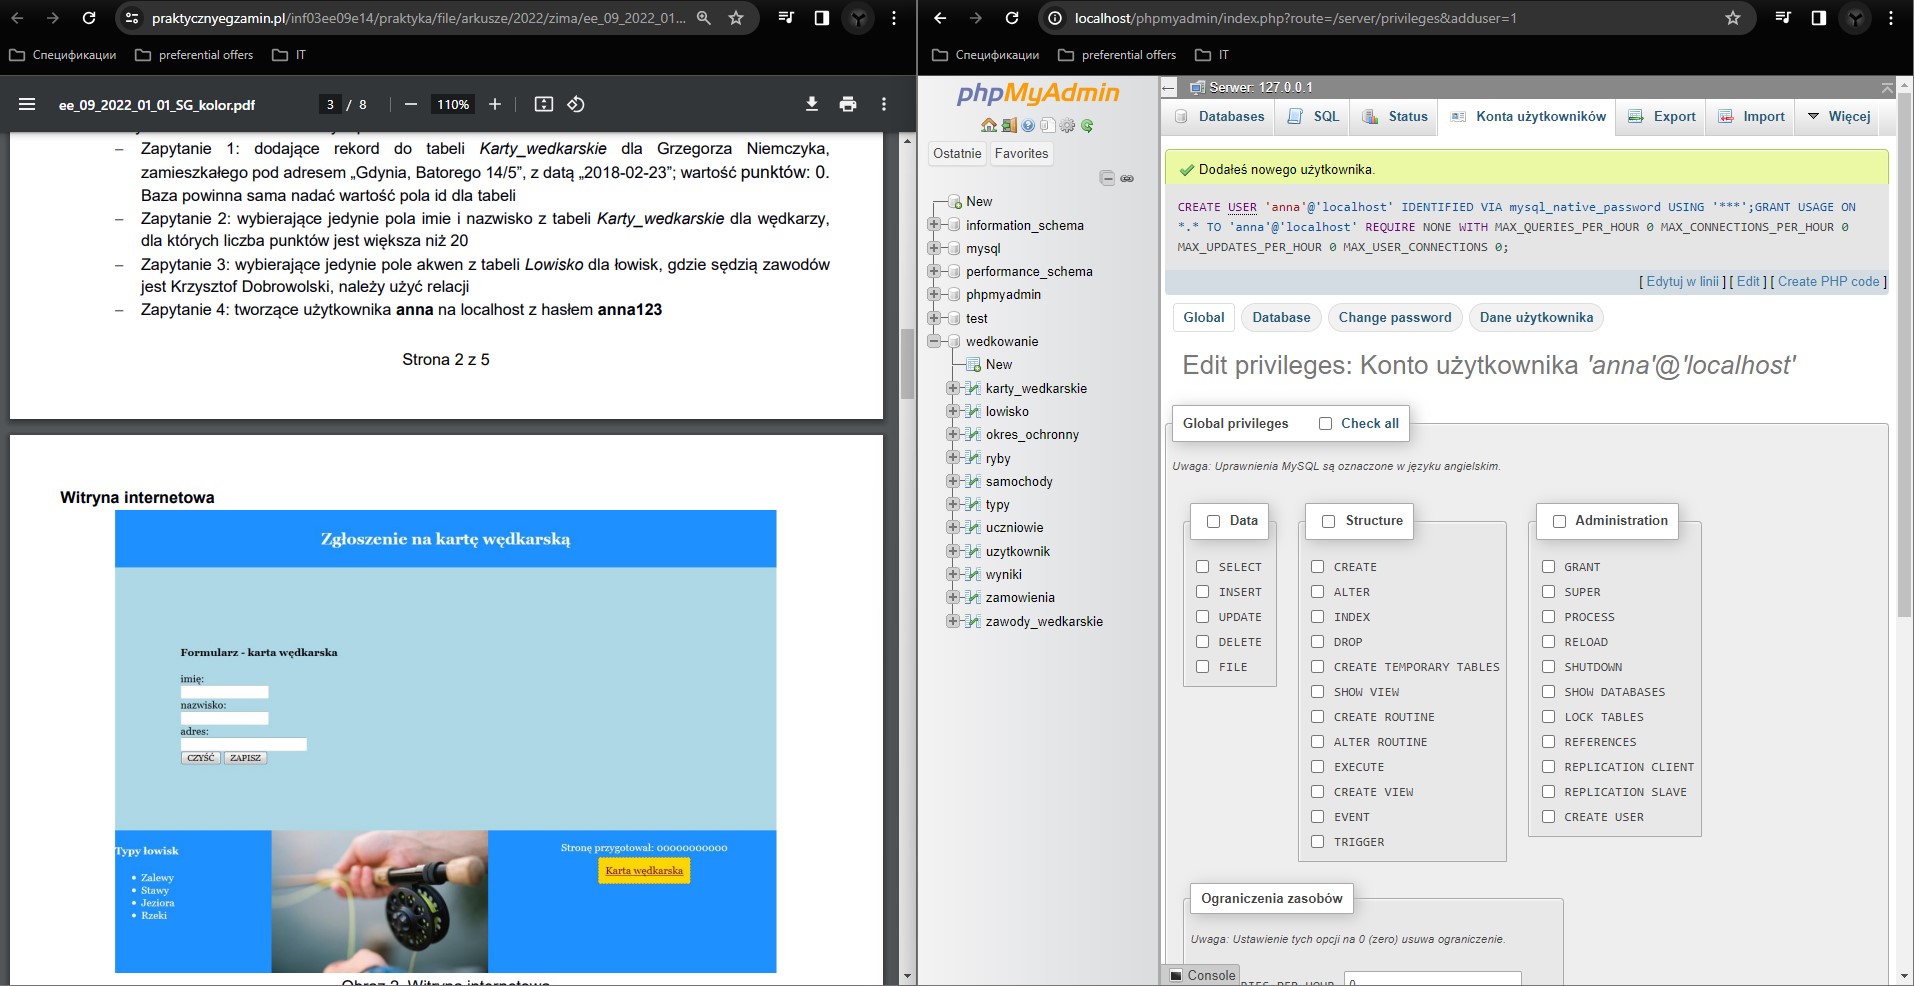 praktycznyegzamin.pl/inf03ee09e14/praktyka/file/arkusze/2022/zima/ee_09_2022_01...
Спецификации
preferential offers
IT
ee_09_2022_01_01_SG_kolor.pdf
3 / 8
110%
– Zapytanie 1: dodające rekord do tabeli Karty_wedkarskie dla Grzegorza Niemczyka,
zamieszkałego pod adresem „Gdynia, Batorego 14/5”, z datą „2018-02-23”; wartość punktów: 0.
Baza powinna sama nadać wartość pola id dla tabeli
– Zapytanie 2: wybierające jedynie pola imie i nazwisko z tabeli Karty_wedkarskie dla wędkarzy,
dla których liczba punktów jest większa niż 20
– Zapytanie 3: wybierające jedynie pole akwen z tabeli Lowisko dla łowisk, gdzie sędzią zawodów
jest Krzysztof Dobrowolski, należy użyć relacji
– Zapytanie 4: tworzące użytkownika anna na localhost z hasłem anna123
Strona 2 z 5
Witryna internetowa
Zgłoszenie na kartę wędkarską
Formularz - karta wędkarska
imię:
nazwisko:
adres:
CZYŚĆ ZAPISZ
Typy łowisk
• Zalewy
• Stawy
• Jeziora
• Rzeki
Stronę przygotował: 00000000000
Karta wędkarska
Obraz 2. Witryna internetowa
localhost/phpmyadmin/index.php?route=/server/privileges&adduser=1
Спецификации
preferential offers
IT
phpMyAdmin
Ostatnie
Favorites
New
information_schema
mysql
performance_schema
phpmyadmin
test
wedkowanie
New
karty_wedkarskie
lowisko
okres_ochronny
ryby
samochody
typy
uczniowie
uzytkownik
wyniki
zamowienia
zawody_wedkarskie
Serwer: 127.0.0.1
Databases
SQL
Status
Konta użytkowników
Export
Import
Więcej
Dodałeś nowego użytkownika.
CREATE USER 'anna'@'localhost' IDENTIFIED VIA mysql_native_password USING '***';GRANT USAGE ON
*.* TO 'anna'@'localhost' REQUIRE NONE WITH MAX_QUERIES_PER_HOUR 0 MAX_CONNECTIONS_PER_HOUR 0
MAX_UPDATES_PER_HOUR 0 MAX_USER_CONNECTIONS 0;
[ Edytuj w linii ] [ Edit ] [ Create PHP code ]
Global
Database
Change password
Dane użytkownika
Edit privileges: Konto użytkownika 'anna'@'localhost'
Global privileges
Check all
Uwaga: Uprawnienia MySQL są oznaczone w języku angielskim.
Data
SELECT
INSERT
UPDATE
DELETE
FILE
Structure
CREATE
ALTER
INDEX
DROP
CREATE TEMPORARY TABLES
SHOW VIEW
CREATE ROUTINE
ALTER ROUTINE
EXECUTE
CREATE VIEW
EVENT
TRIGGER
Administration
GRANT
SUPER
PROCESS
RELOAD
SHUTDOWN
SHOW DATABASES
LOCK TABLES
REFERENCES
REPLICATION CLIENT
REPLICATION SLAVE
CREATE USER
Ograniczenia zasobów
Uwaga: Ustawienie tych opcji na 0 (zero) usuwa ograniczenie.
Console